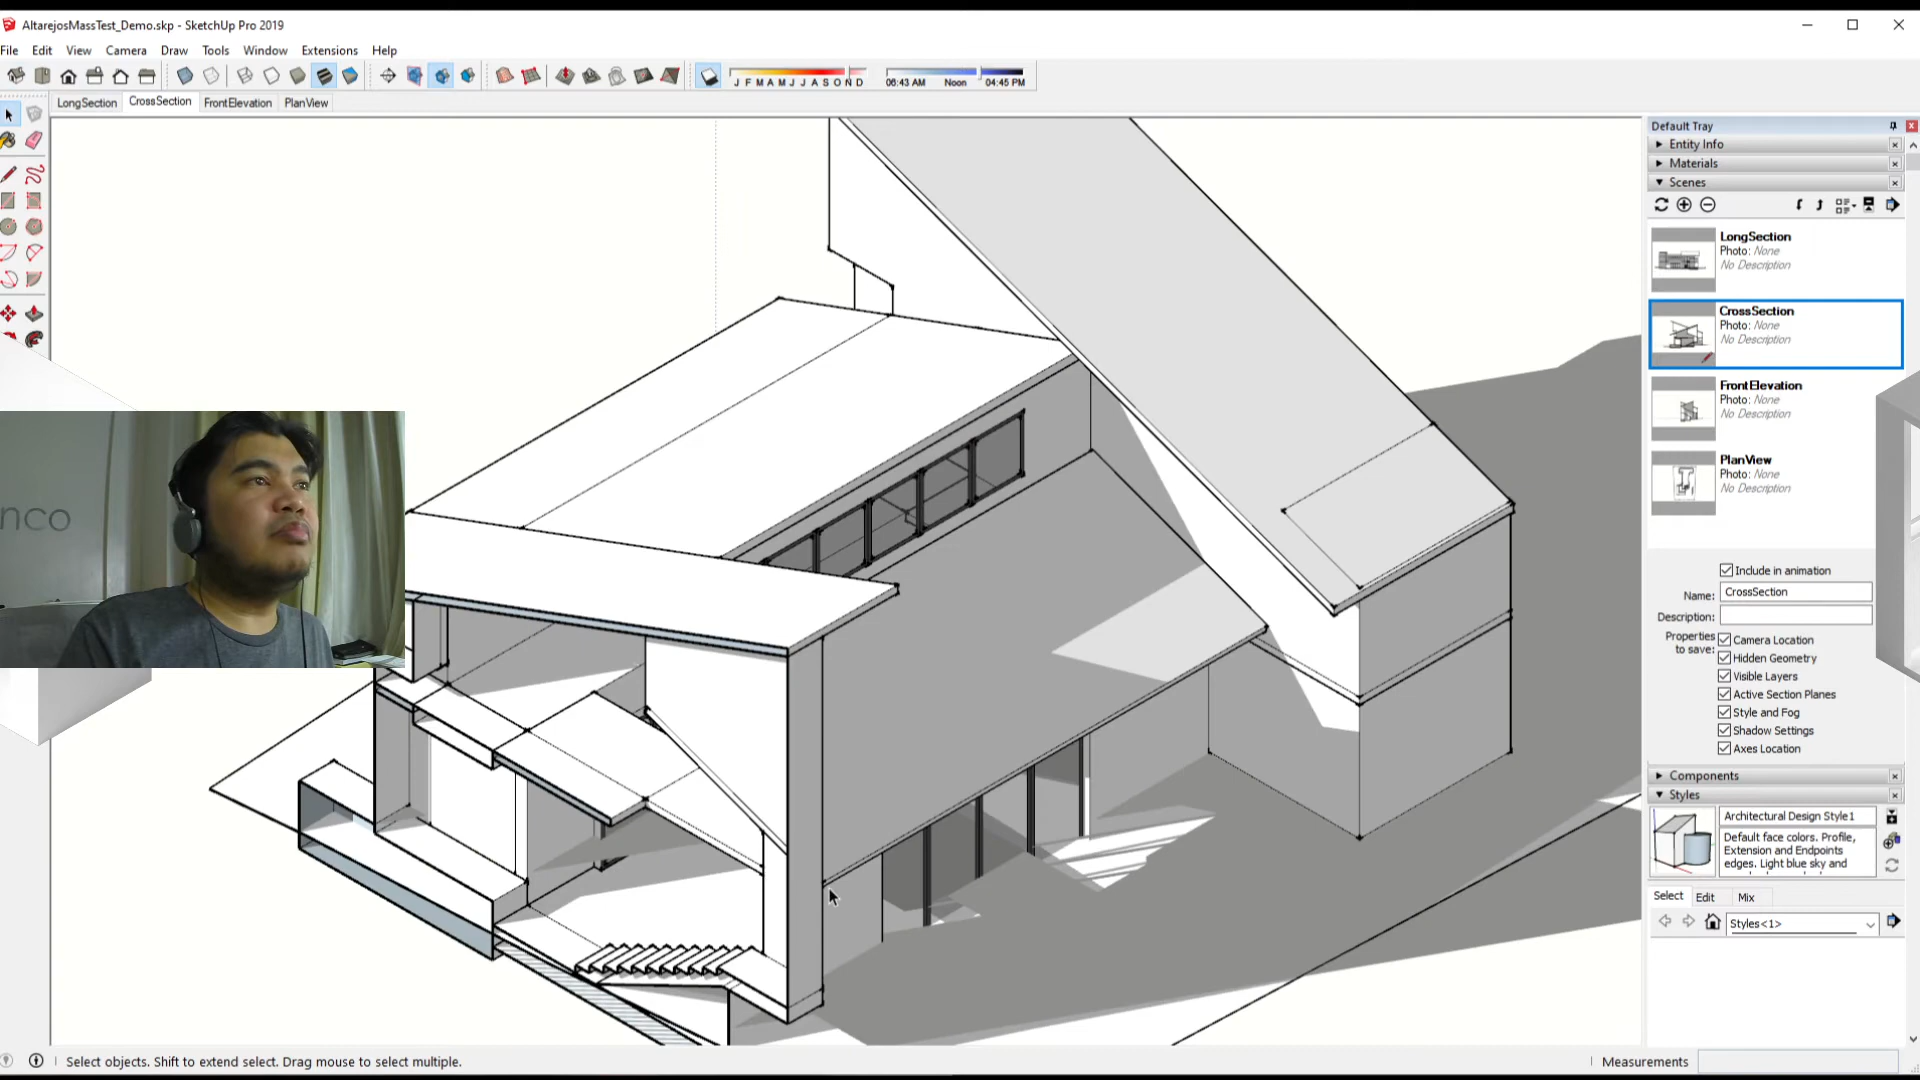 AltarejosMassTest_Demo.skp - SketchUp Pro 2019
File Edit View Camera Draw Tools Window Extensions Help
J F M A M J J A S O N D 06:43 AM Noon 04:45 PM
LongSection CrossSection FrontElevation PlanView
Default Tray
Entity Info
Materials
Scenes
LongSection
Photo: None
No Description
CrossSection
Photo: None
No Description
FrontElevation
Photo: None
No Description
PlanView
Photo: None
No Description
nco
Include in animation
Name: CrossSection
Description:
Properties to save:
Camera Location
Hidden Geometry
Visible Layers
Active Section Planes
Style and Fog
Shadow Settings
Axes Location
Components
Styles
Architectural Design Style1
Default face colors. Profile,
Extension and Endpoints
edges. Light blue sky and
Select Edit Mix
Styles<1>
Select objects. Shift to extend select. Drag mouse to select multiple.
Measurements